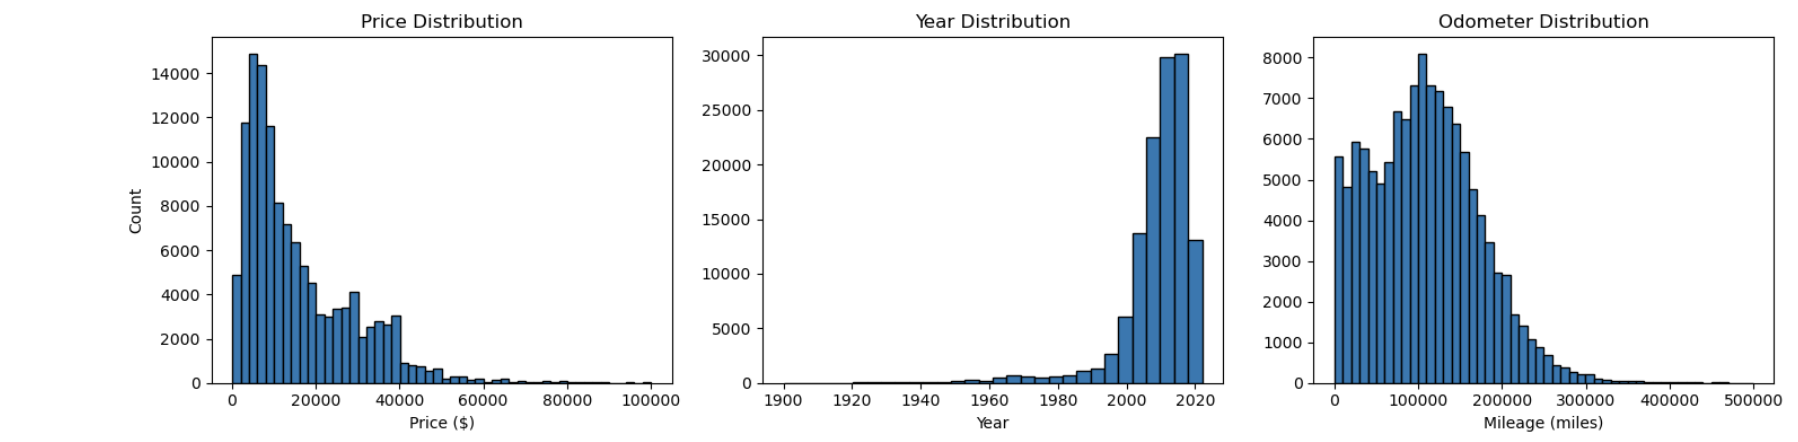 Price Distribution
Count
14000
12000
10000
8000
6000
4000
2000
0
0 20000 40000 60000 80000 100000
Price ($)
Year Distribution
30000
25000
20000
15000
10000
5000
0
1900 1920 1940 1960 1980 2000 2020
Year
Odometer Distribution
8000
7000
6000
5000
4000
3000
2000
1000
0
0 100000 200000 300000 400000 500000
Mileage (miles)